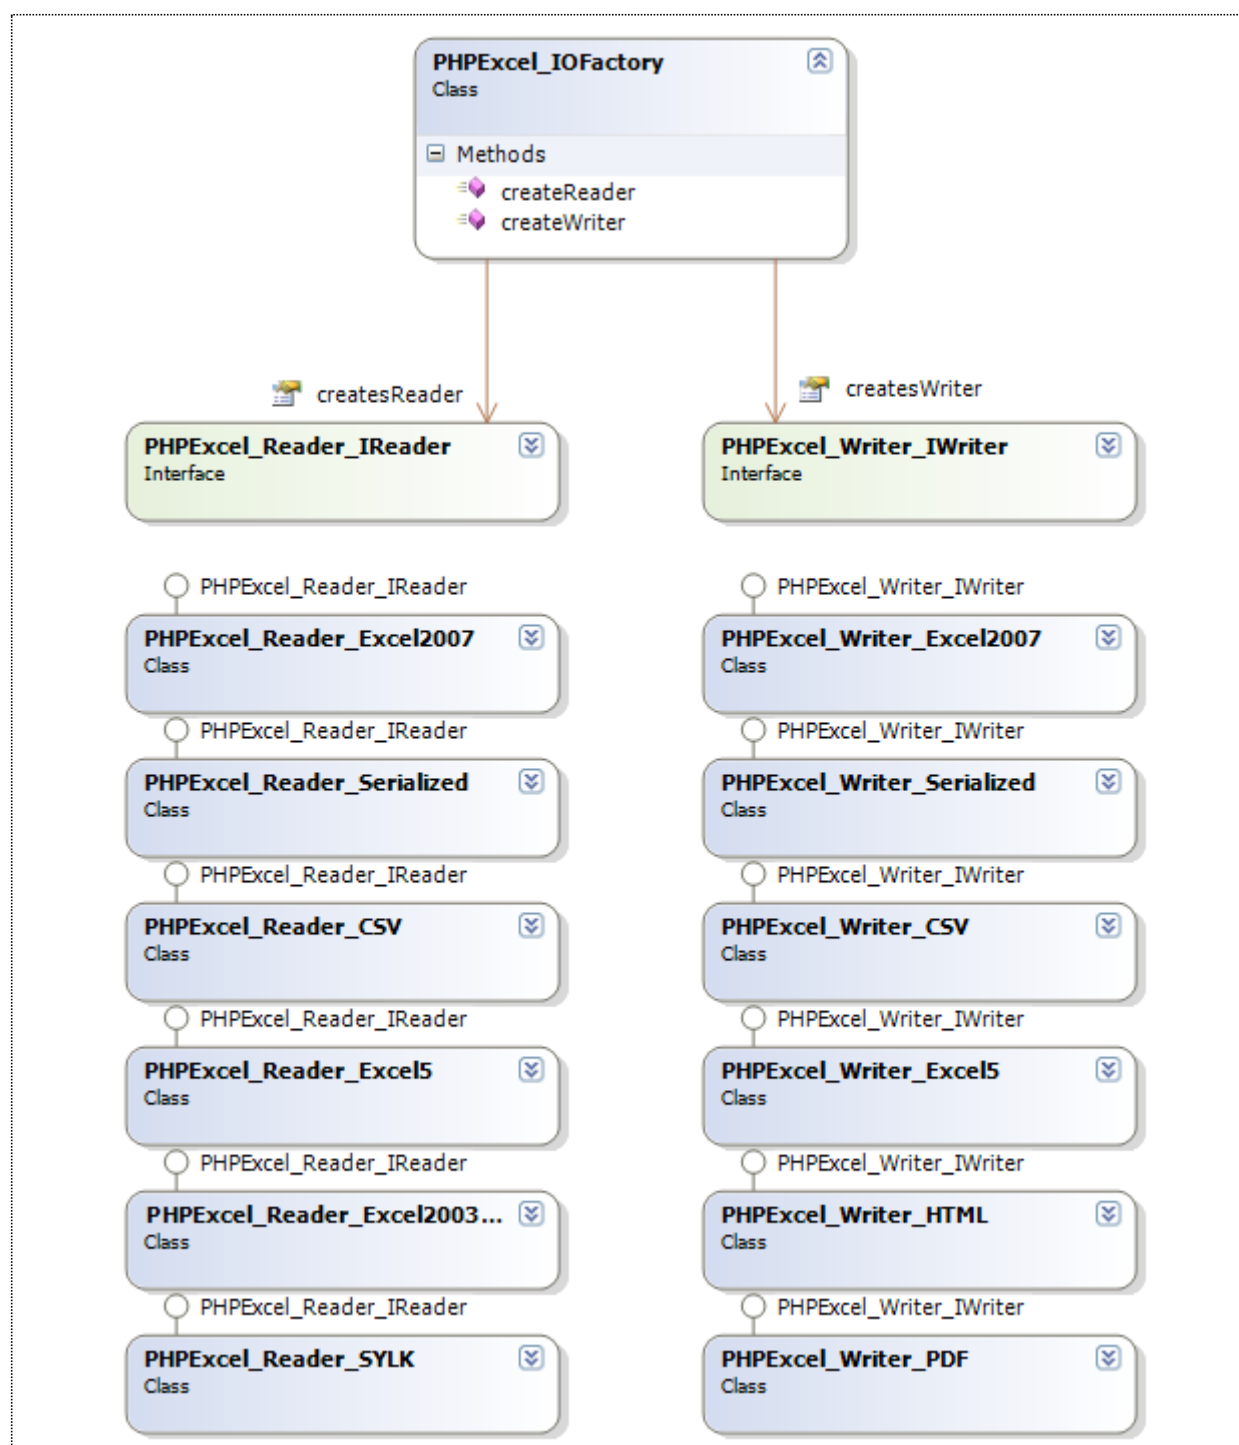 PHPExcel_IOFactory
Class
Methods
createReader
createWriter
createsReader
createsWriter
PHPExcel_Reader_IReader
Interface
PHPExcel_Writer_IWriter
Interface
PHPExcel_Reader_IReader
PHPExcel_Reader_Excel2007
Class
PHPExcel_Reader_IReader
PHPExcel_Reader_Serialized
Class
PHPExcel_Reader_IReader
PHPExcel_Reader_CSV
Class
PHPExcel_Reader_IReader
PHPExcel_Reader_Excel5
Class
PHPExcel_Reader_IReader
PHPExcel_Reader_Excel2003...
Class
PHPExcel_Reader_IReader
PHPExcel_Reader_SYLK
Class
PHPExcel_Writer_IWriter
PHPExcel_Writer_Excel2007
Class
PHPExcel_Writer_IWriter
PHPExcel_Writer_Serialized
Class
PHPExcel_Writer_IWriter
PHPExcel_Writer_CSV
Class
PHPExcel_Writer_IWriter
PHPExcel_Writer_Excel5
Class
PHPExcel_Writer_IWriter
PHPExcel_Writer_HTML
Class
PHPExcel_Writer_IWriter
PHPExcel_Writer_PDF
Class